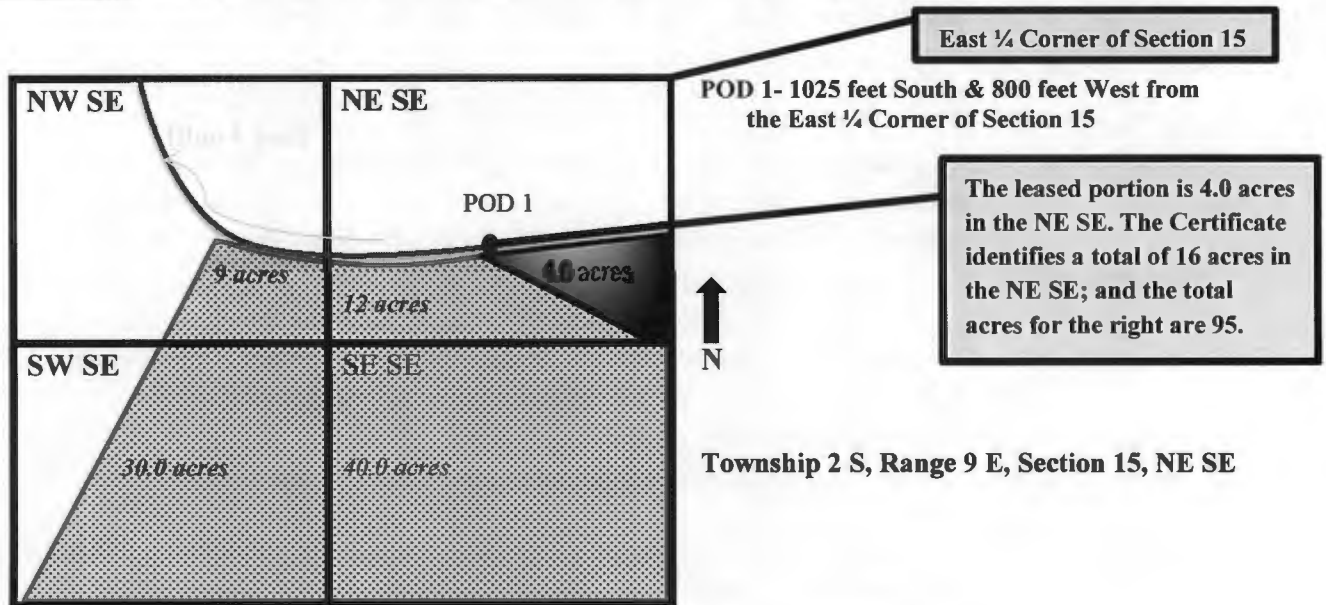 East ¼ Corner of Section 15
NW SE
NE SE
POD 1- 1025 feet South & 800 feet West from
the East ¼ Corner of Section 15
POD 1
The leased portion is 4.0 acres
in the NE SE. The Certificate
identifies a total of 16 acres in
the NE SE; and the total
acres for the right are 95.
9 acres
4.0 acres
12 acres
N
SW SE
SE SE
30.0 acres
40.0 acres
Township 2 S, Range 9 E, Section 15, NE SE